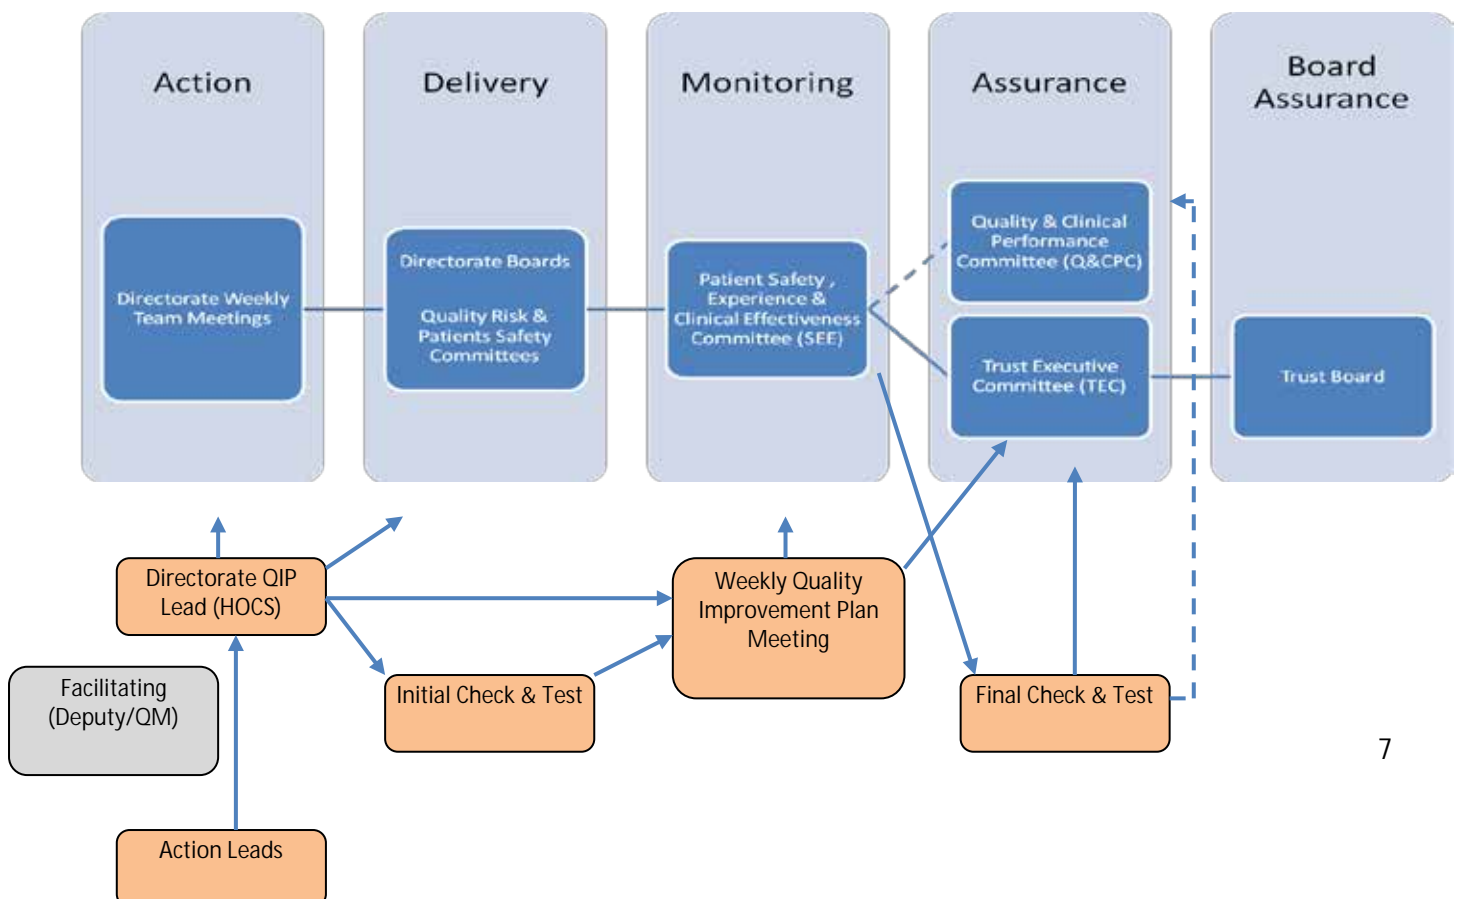 Action
Delivery
Monitoring
Assurance
Board
Assurance
Directorate Weekly
Team Meetings
Directorate Boards
Quality Risk &
Patients Safety
Committees
Patient Safety ,
Experience &
Clinical Effectiveness
Committee (SEE)
Quality & Clinical
Performance
Committee (Q&CPC)
Trust Executive
Committee (TEC)
Trust Board
Directorate QIP
Lead (HOCS)
Weekly Quality
Improvement Plan
Meeting
Facilitating
(Deputy/QM)
Initial Check & Test
Final Check & Test
7
Action Leads